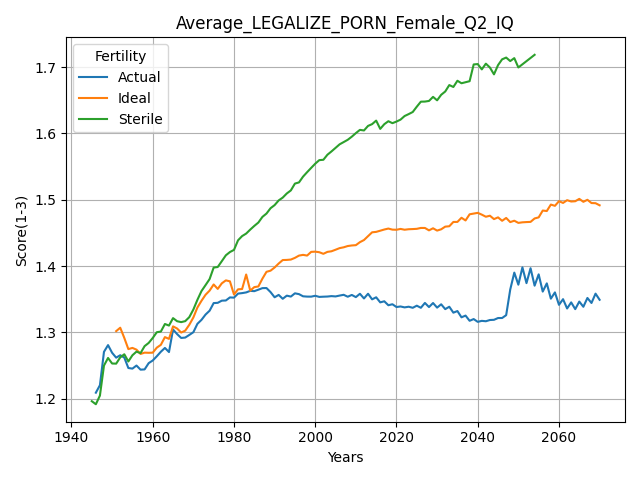 Average_LEGALIZE_PORN_Female_Q2_IQ
Fertility
Actual
Ideal
Sterile
Score(1-3)
1.7
1.6
1.5
1.4
1.3
1.2
1940 1960 1980 2000 2020 2040 2060
Years